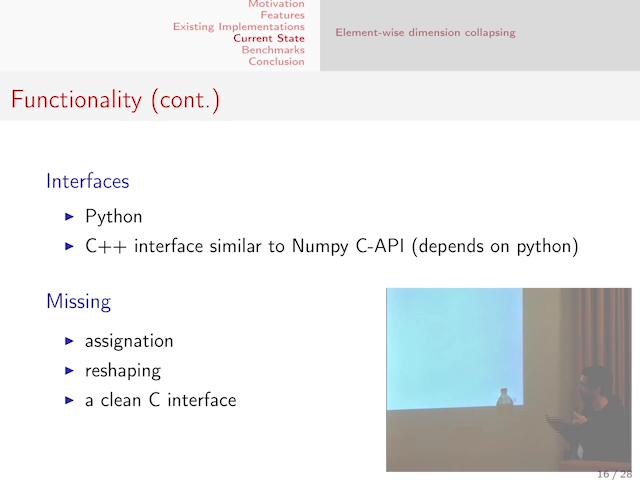 Motivation
Features
Existing Implementations
Current State
Benchmarks
Conclusion
Element-wise dimension collapsing
Functionality (cont.)
Interfaces
Python
C++ interface similar to Numpy C-API (depends on python)
Missing
assignation
reshaping
a clean C interface
16 / 28